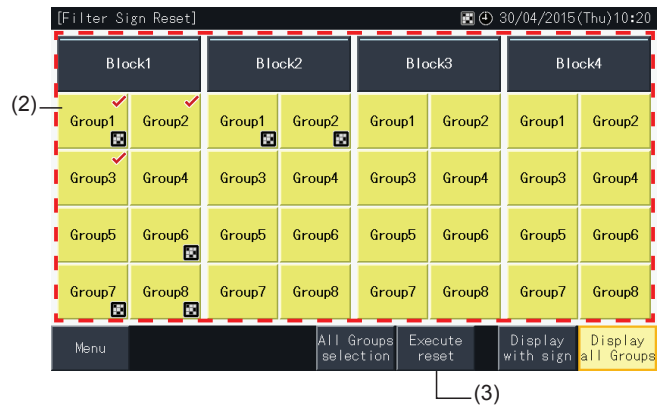 [Filter Sign Reset] 30/04/2015(Thu)10:20
Block1 Block2 Block3 Block4
(2)
Group1 Group2 Group1 Group2 Group1 Group2 Group1 Group2
Group3 Group4 Group3 Group4 Group3 Group4 Group3 Group4
Group5 Group6 Group5 Group6 Group5 Group6 Group5 Group6
Group7 Group8 Group7 Group8 Group7 Group8 Group7 Group8
Menu
All Groups
selection
Execute
reset
Display
with sign
Display
all Groups
(3)